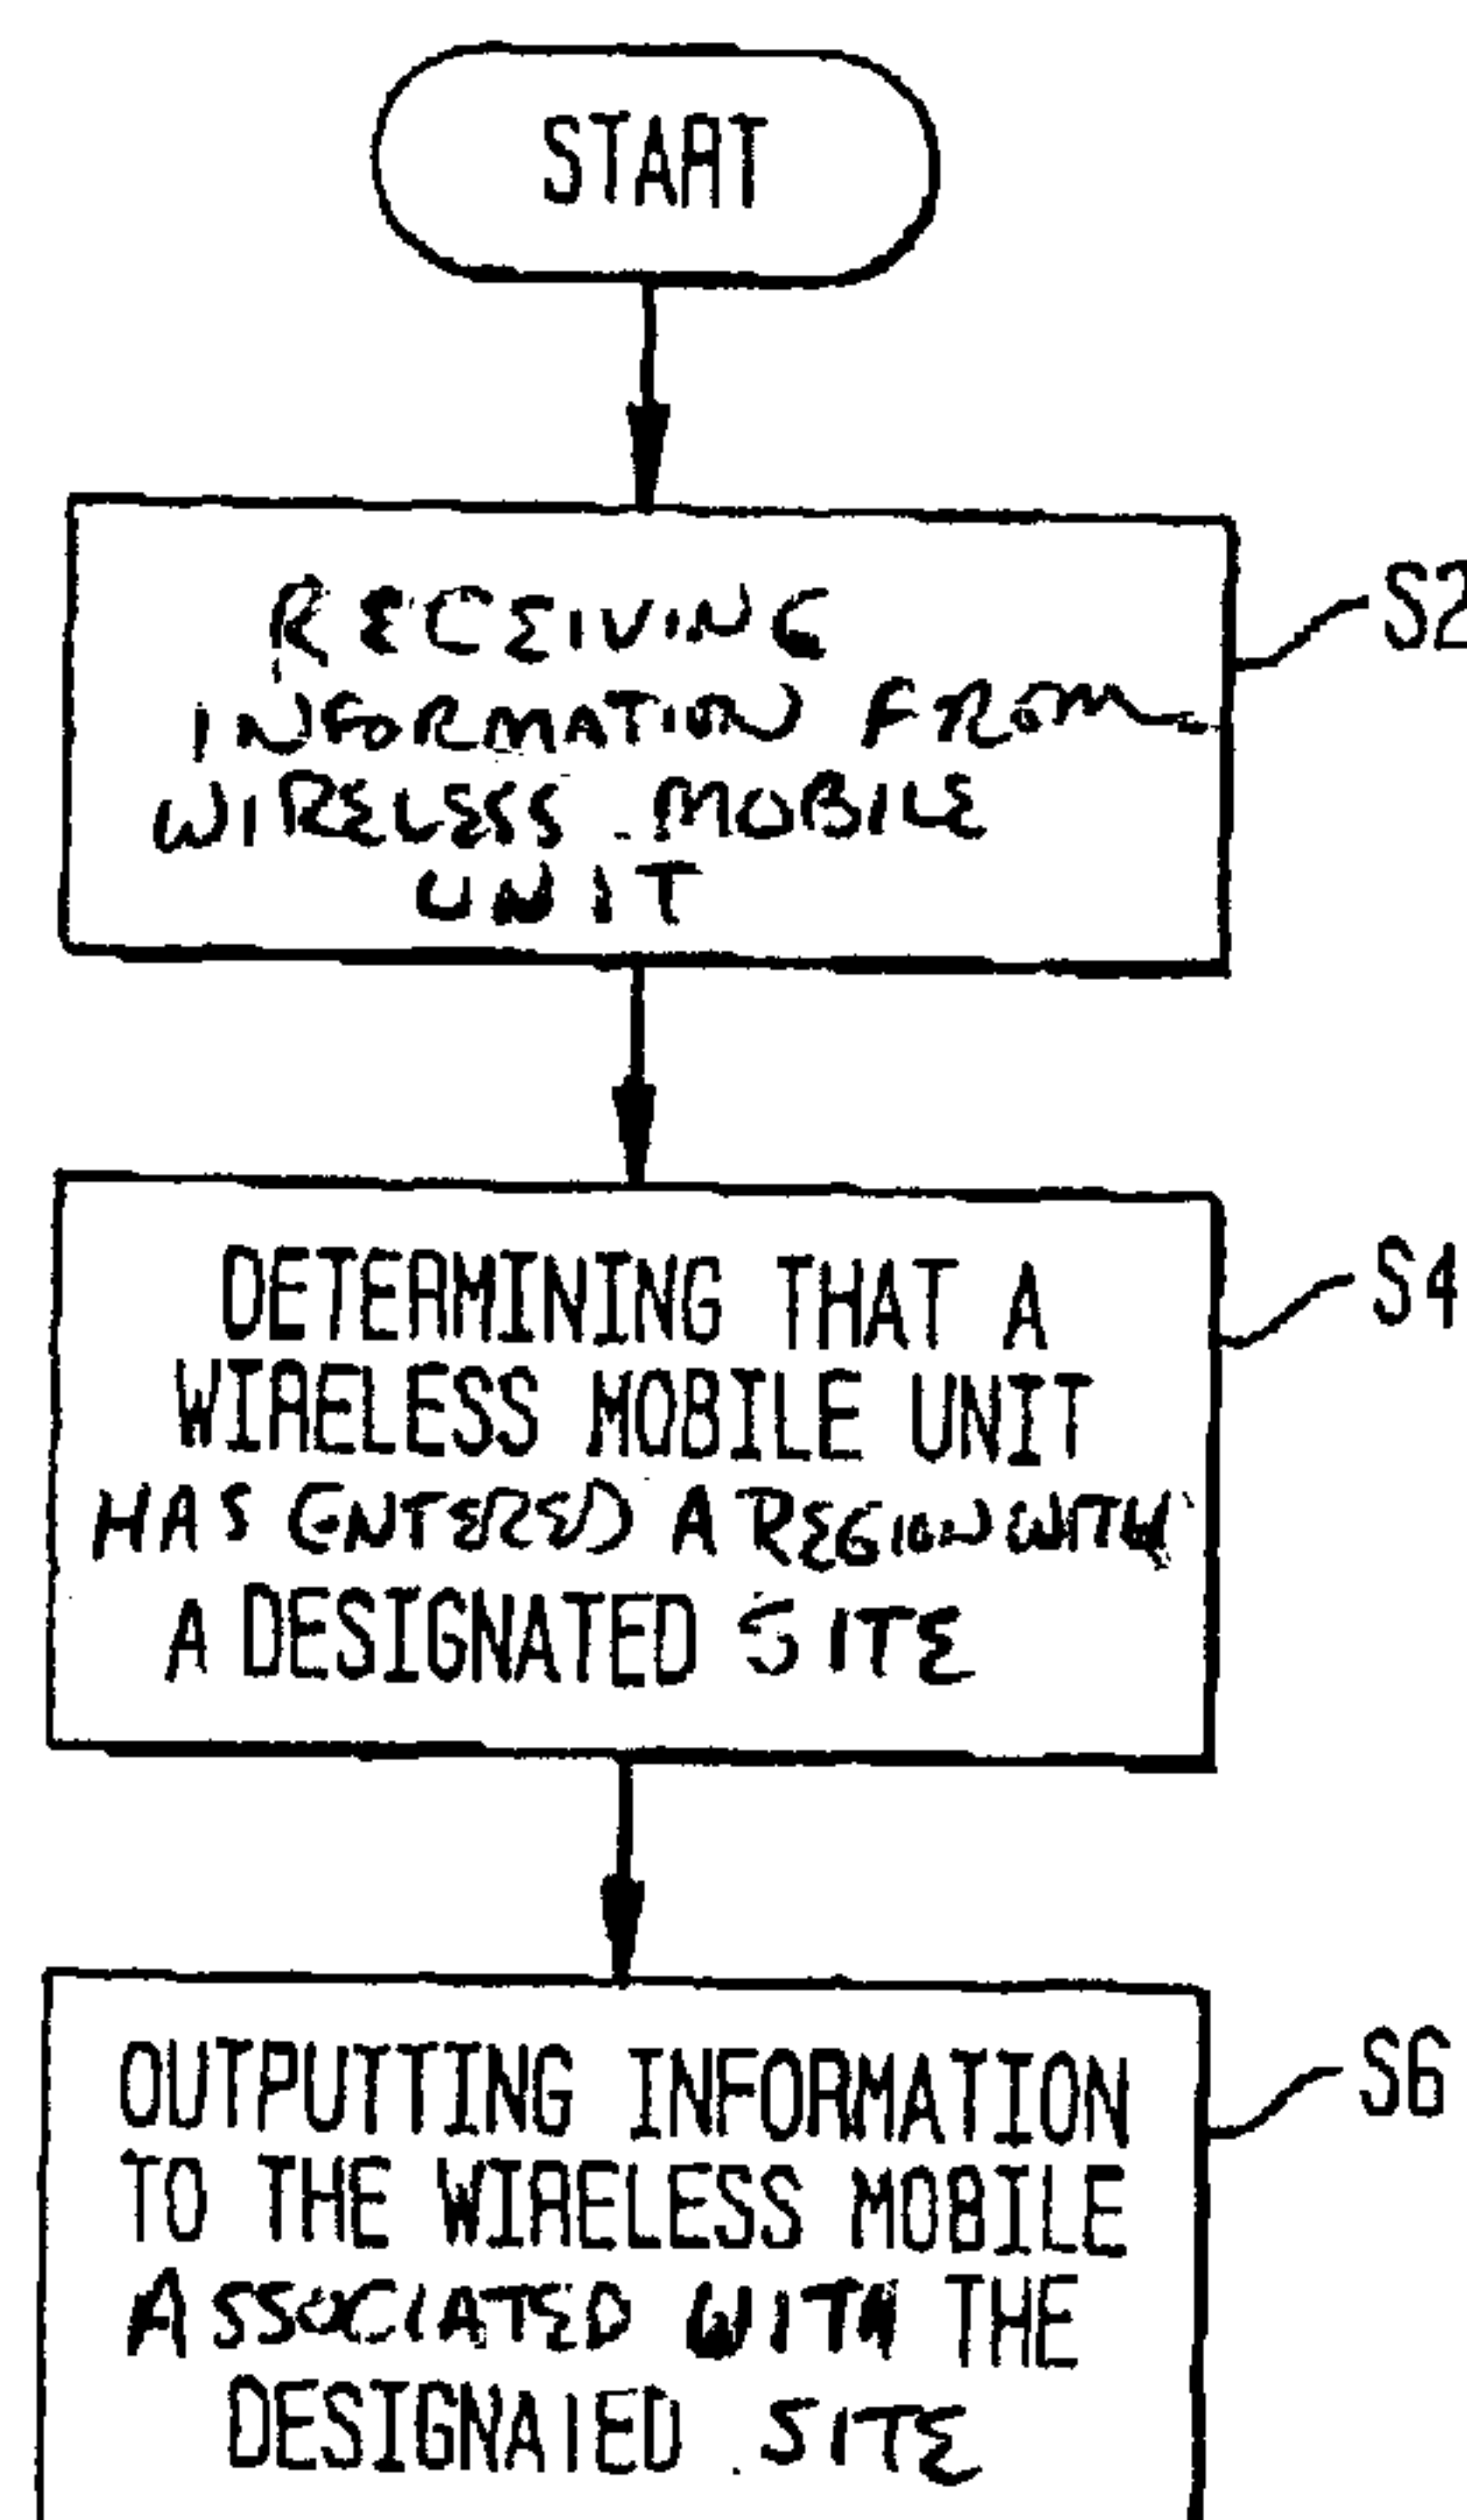 START
RECEIVING
INFORMATION FROM
WIRELESS MOBILE
UNIT
S2
DETERMINING THAT A
WIRELESS MOBILE UNIT
HAS ENTERED A REGION WITH
A DESIGNATED SITE
S4
OUTPUTTING INFORMATION
TO THE WIRELESS MOBILE
ASSOCIATED WITH THE
DESIGNATED SITE
S6